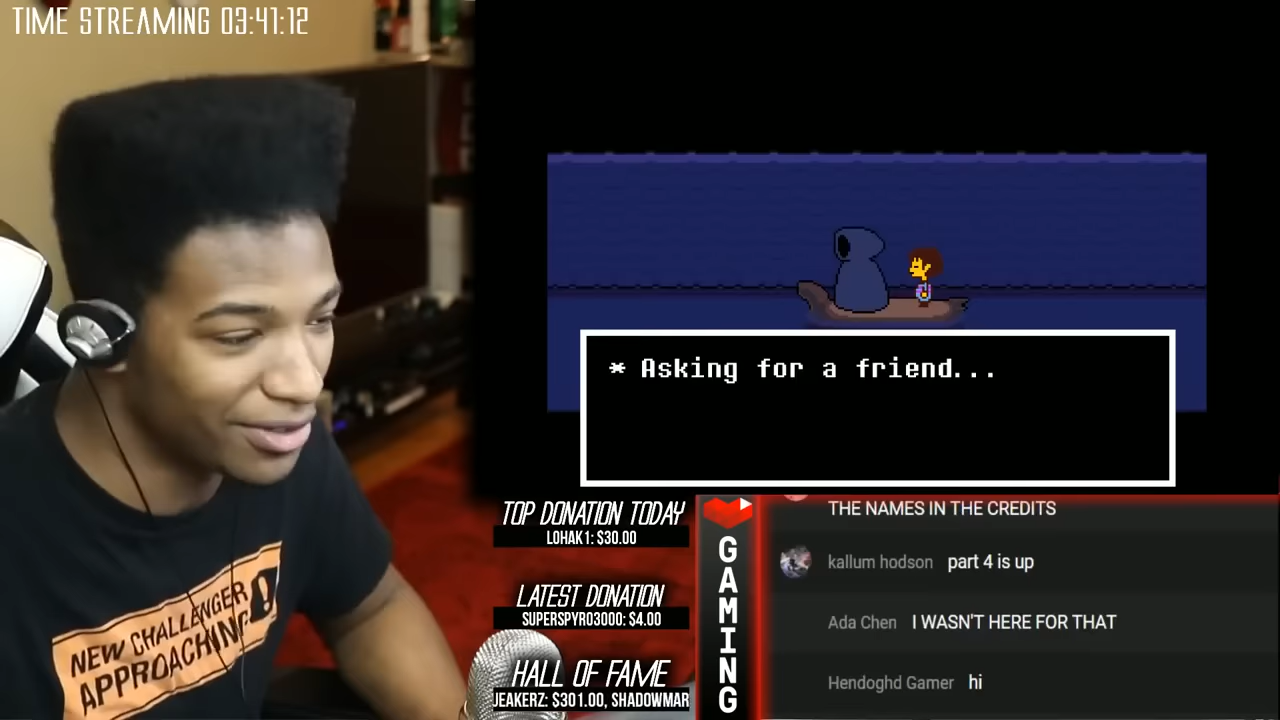 TIME STREAMING 03:41:12
* Asking for a friend...
NEW CHALLENGER
APPROACHING!
TOP DONATION TODAY
LOHAK1: $30.00
LATEST DONATION
SUPERSPYRO3000: $4.00
HALL OF FAME
JEAKERZ: $301.00, SHADOWMAR
GAMING
THE NAMES IN THE CREDITS
kallum hodson part 4 is up
Ada Chen I WASN'T HERE FOR THAT
Hendoghd Gamer hi